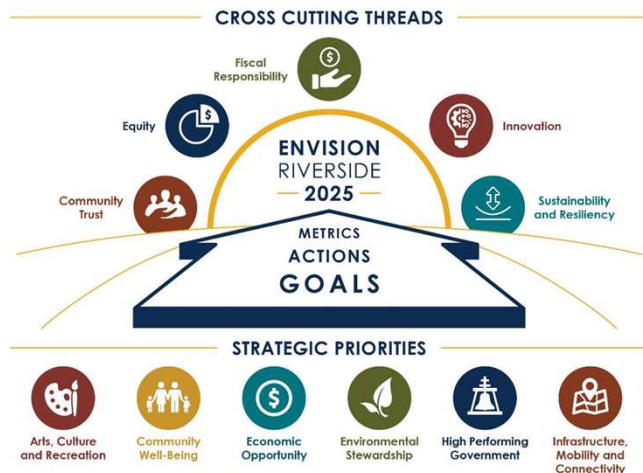 CROSS CUTTING THREADS
Fiscal
Responsibility
$
Equity
$
Innovation
ENVISION
RIVERSIDE
2025
Community
Trust
Sustainability
and Resiliency
METRICS
ACTIONS
GOALS
STRATEGIC PRIORITIES
$
Arts, Culture
and Recreation
Community
Well-Being
Economic
Opportunity
Environmental
Stewardship
High Performing
Government
Infrastructure,
Mobility and
Connectivity